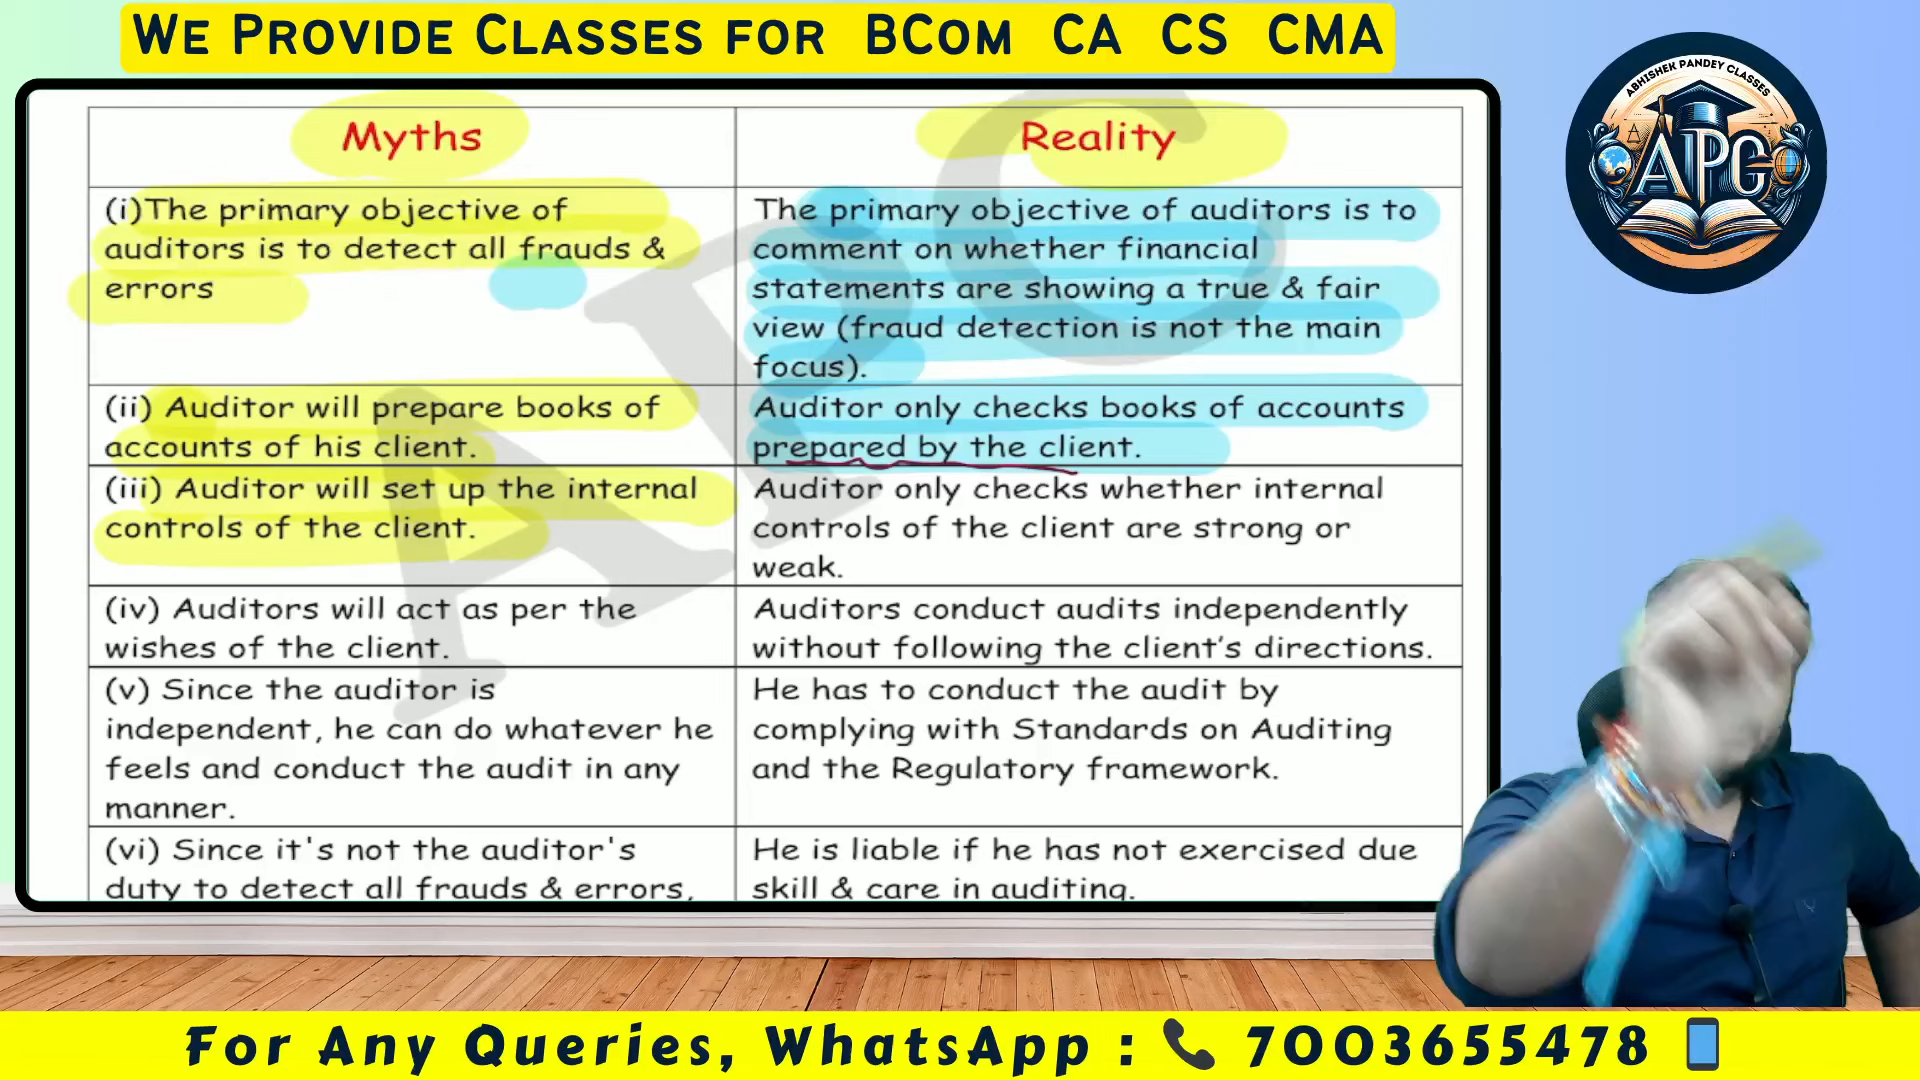 WE PROVIDE CLASSES FOR BCOM CA CS CMA
ABHISHEK PANDEY CLASSES
APC
Myths
Reality
(i)The primary objective of
auditors is to detect all frauds &
errors
The primary objective of auditors is to
comment on whether financial
statements are showing a true & fair
view (fraud detection is not the main
focus).
(ii) Auditor will prepare books of
accounts of his client.
Auditor only checks books of accounts
prepared by the client.
(iii) Auditor will set up the internal
controls of the client.
Auditor only checks whether internal
controls of the client are strong or
weak.
(iv) Auditors will act as per the
wishes of the client.
Auditors conduct audits independently
without following the client's directions.
(v) Since the auditor is
independent, he can do whatever he
feels and conduct the audit in any
manner.
He has to conduct the audit by
complying with Standards on Auditing
and the Regulatory framework.
(vi) Since it's not the auditor's
duty to detect all frauds & errors,
He is liable if he has not exercised due
skill & care in auditing.
APC
For Any Queries, WhatsApp : 7003655478